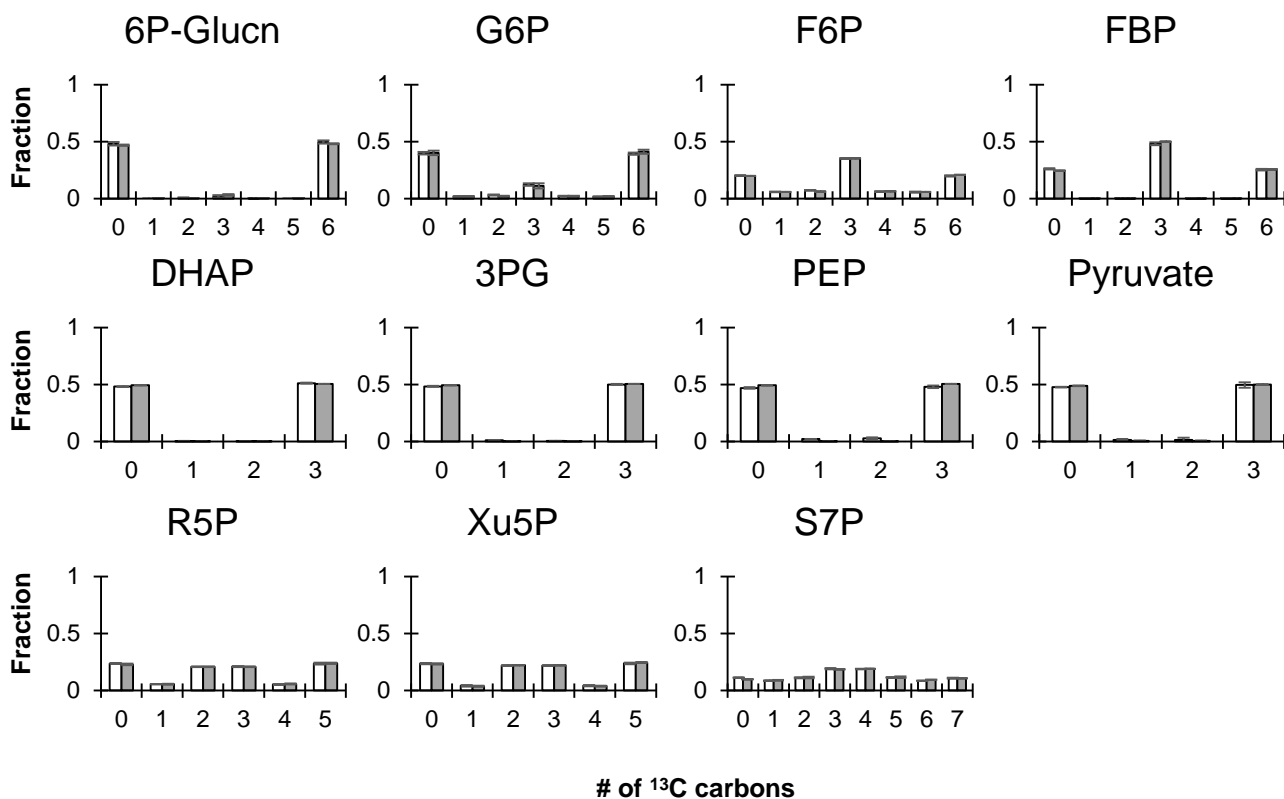 6P-Glucn G6P F6P FBP
Fraction
1 1 1 1
0.5 0.5 0.5 0.5
0 0 0 0
0 1 2 3 4 5 6 0 1 2 3 4 5 6 0 1 2 3 4 5 6 0 1 2 3 4 5 6
DHAP 3PG PEP Pyruvate
Fraction
1 1 1 1
0.5 0.5 0.5 0.5
0 0 0 0
0 1 2 3 0 1 2 3 0 1 2 3 0 1 2 3
R5P Xu5P S7P
Fraction
1 1 1
0.5 0.5 0.5
0 0 0
0 1 2 3 4 5 0 1 2 3 4 5 0 1 2 3 4 5 6 7
# of ¹³C carbons